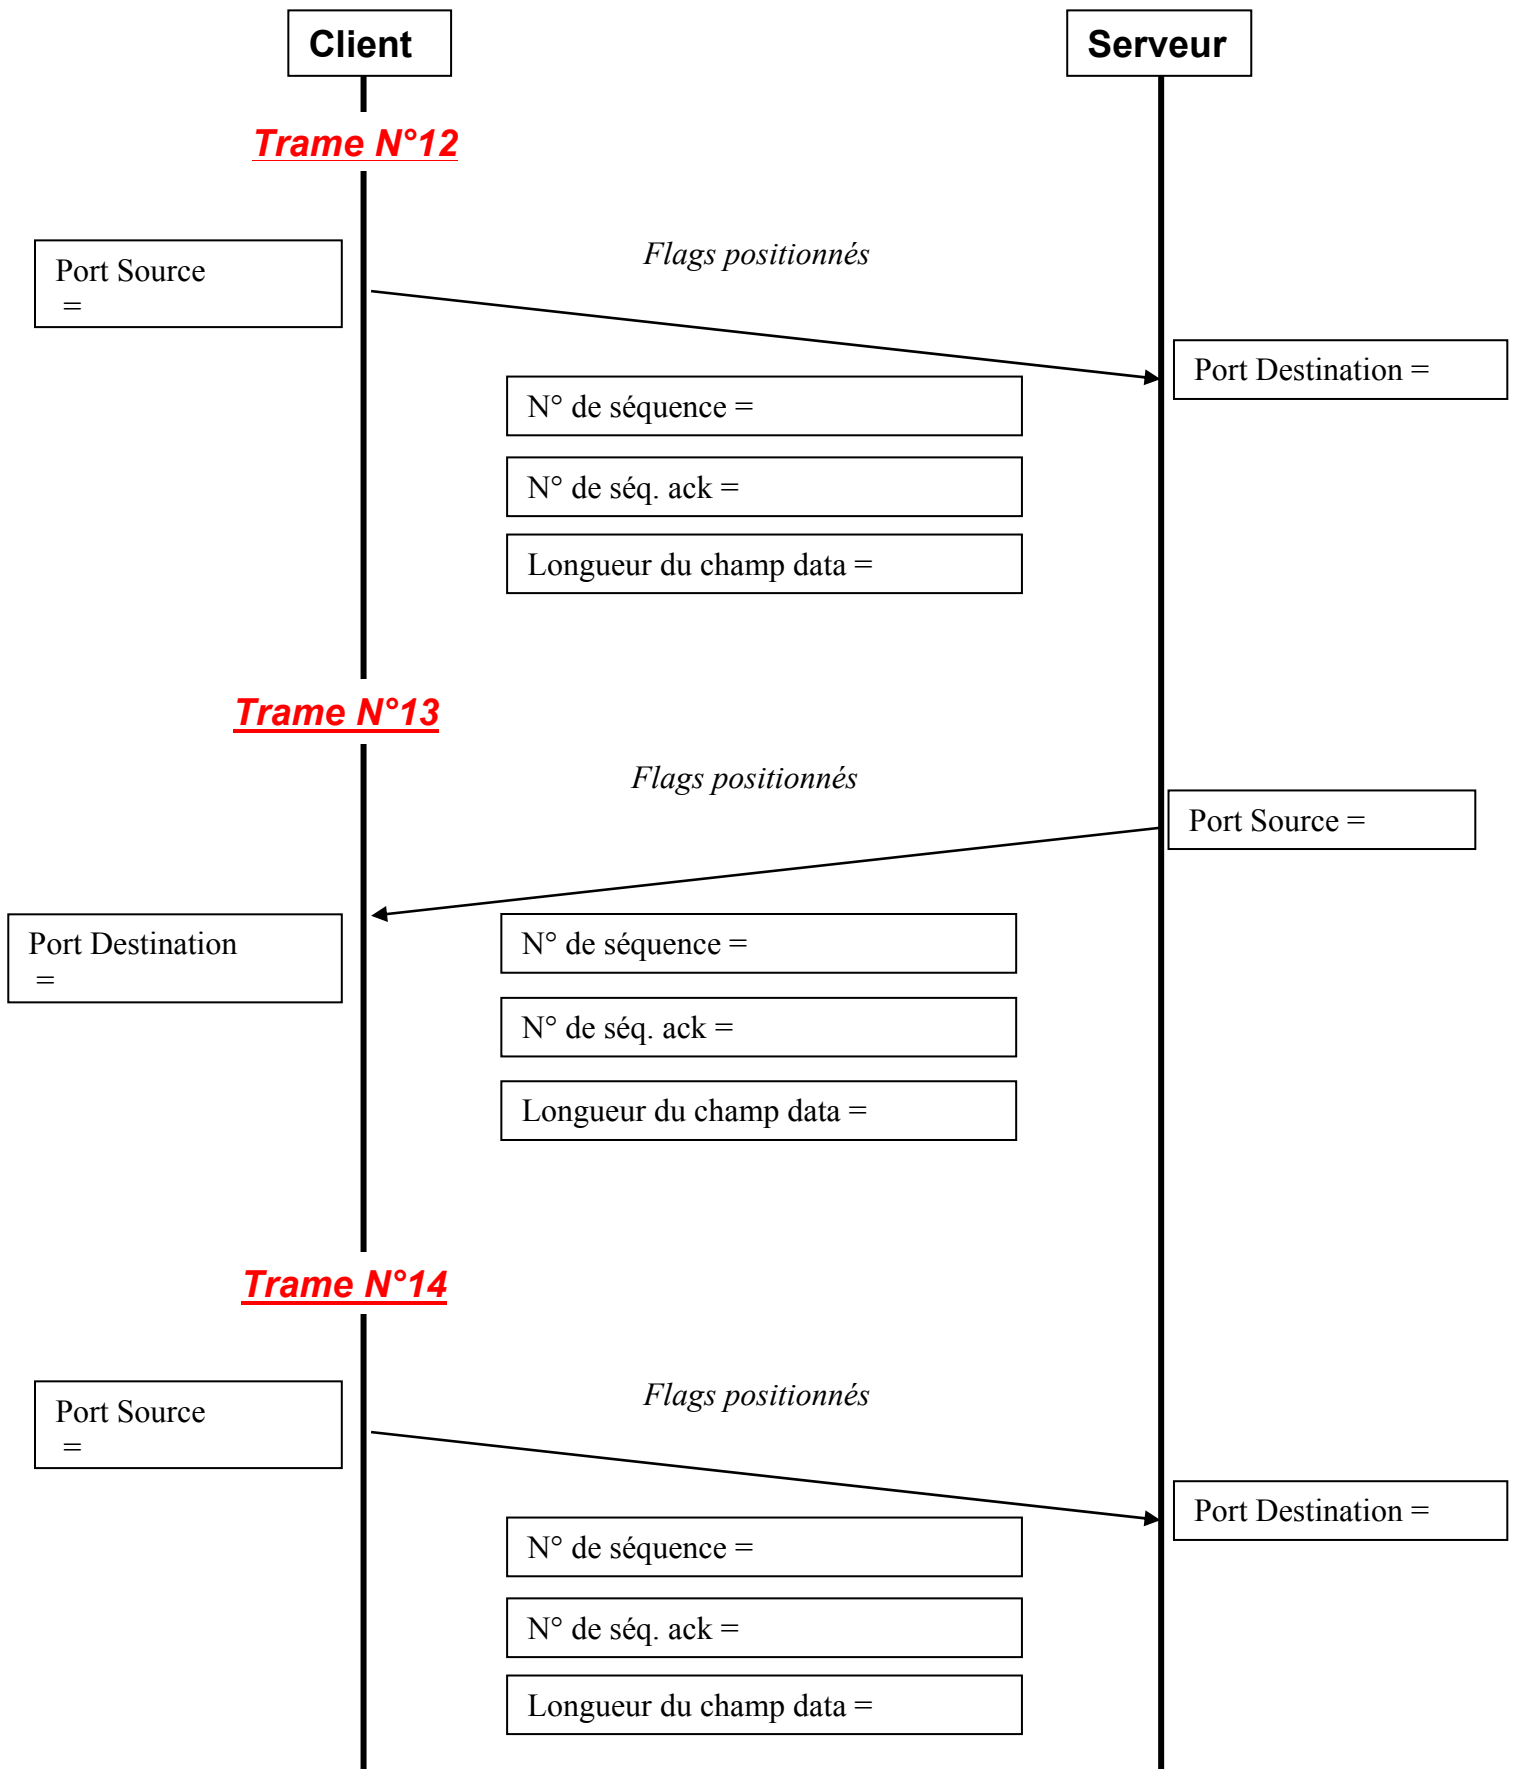 Client
Serveur
Trame N°12
Flags positionnés
Port Source
=
Port Destination =
N° de séquence =
N° de séq. ack =
Longueur du champ data =
Trame N°13
Flags positionnés
Port Source =
Port Destination
=
N° de séquence =
N° de séq. ack =
Longueur du champ data =
Trame N°14
Flags positionnés
Port Source
=
Port Destination =
N° de séquence =
N° de séq. ack =
Longueur du champ data =